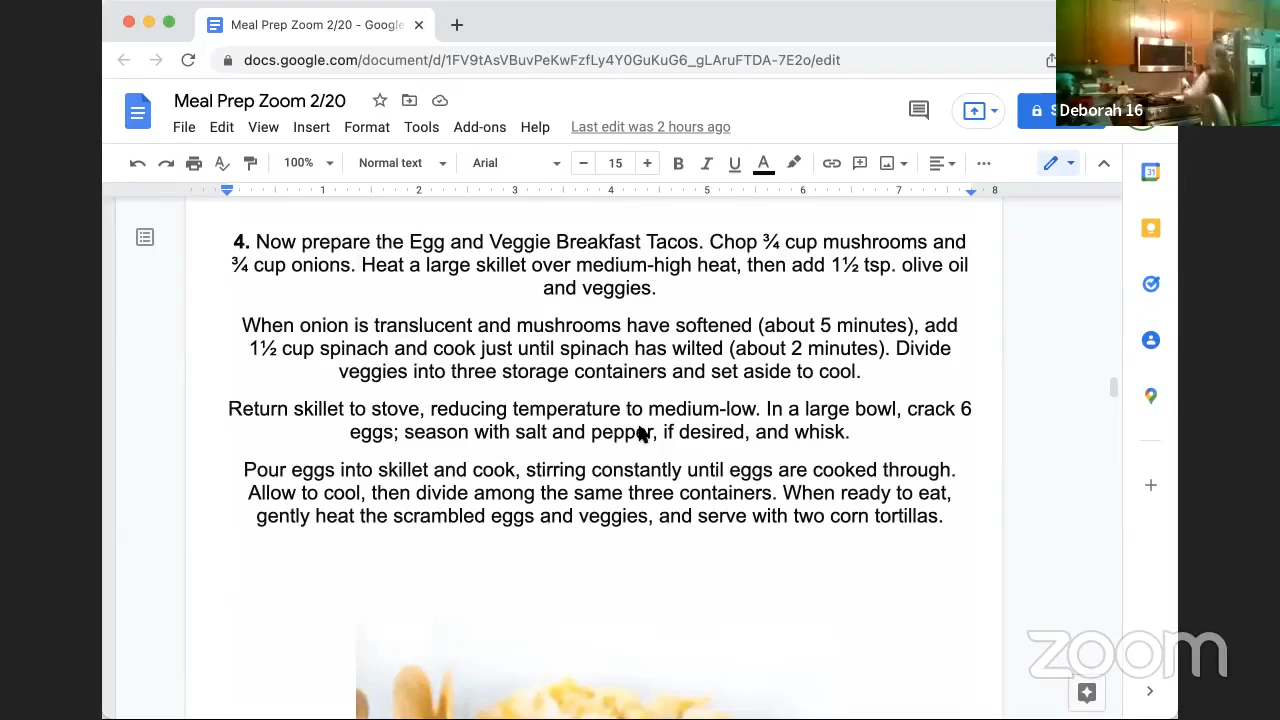 Meal Prep Zoom 2/20 - Google
docs.google.com/document/d/1FV9tAsVBuvPeKwFzfLy4Y0GuKuG6_gLAruFTDA-7E2o/edit
Deborah 16
Meal Prep Zoom 2/20
S
File Edit View Insert Format Tools Add-ons Help Last edit was 2 hours ago
100% Normal text Arial 15 B I U A
1 2 3 4 5 6 7 8
31
4. Now prepare the Egg and Veggie Breakfast Tacos. Chop ¾ cup mushrooms and
¾ cup onions. Heat a large skillet over medium-high heat, then add 1½ tsp. olive oil
and veggies.
When onion is translucent and mushrooms have softened (about 5 minutes), add
1½ cup spinach and cook just until spinach has wilted (about 2 minutes). Divide
veggies into three storage containers and set aside to cool.
Return skillet to stove, reducing temperature to medium-low. In a large bowl, crack 6
eggs; season with salt and pepper, if desired, and whisk.
Pour eggs into skillet and cook, stirring constantly until eggs are cooked through.
Allow to cool, then divide among the same three containers. When ready to eat,
gently heat the scrambled eggs and veggies, and serve with two corn tortillas.
zoom